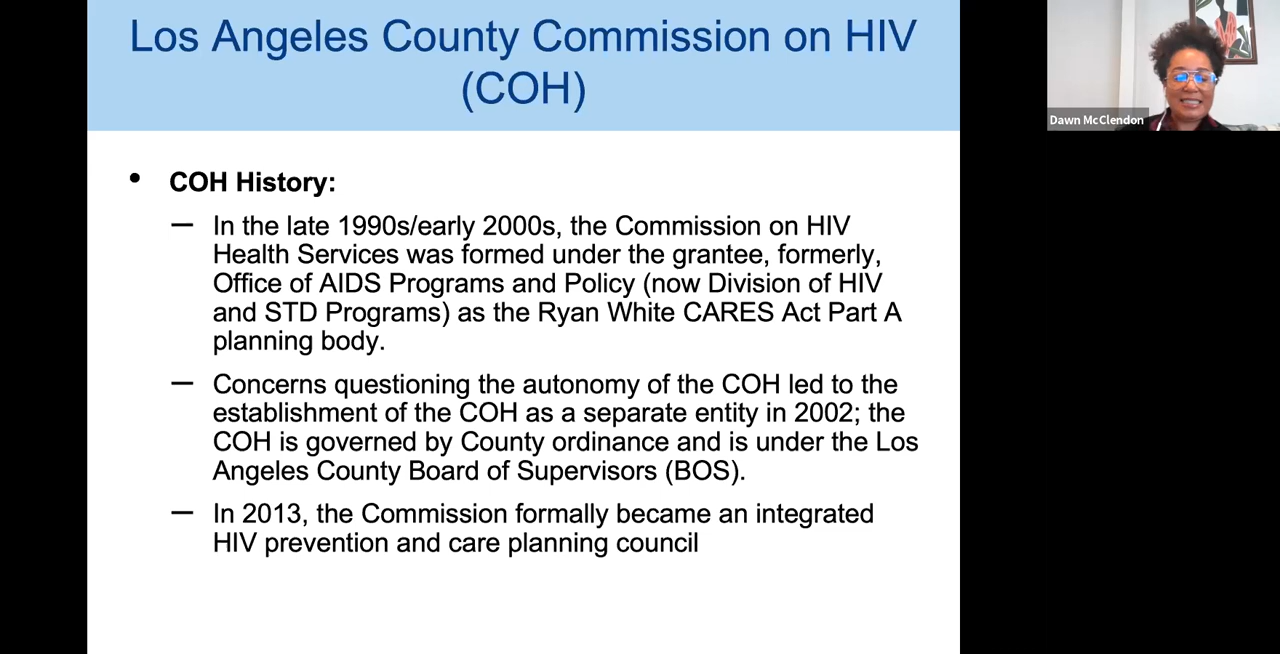 Los Angeles County Commission on HIV
(COH)
Dawn McClendon
• COH History:
– In the late 1990s/early 2000s, the Commission on HIV
Health Services was formed under the grantee, formerly,
Office of AIDS Programs and Policy (now Division of HIV
and STD Programs) as the Ryan White CARES Act Part A
planning body.
– Concerns questioning the autonomy of the COH led to the
establishment of the COH as a separate entity in 2002; the
COH is governed by County ordinance and is under the Los
Angeles County Board of Supervisors (BOS).
– In 2013, the Commission formally became an integrated
HIV prevention and care planning council